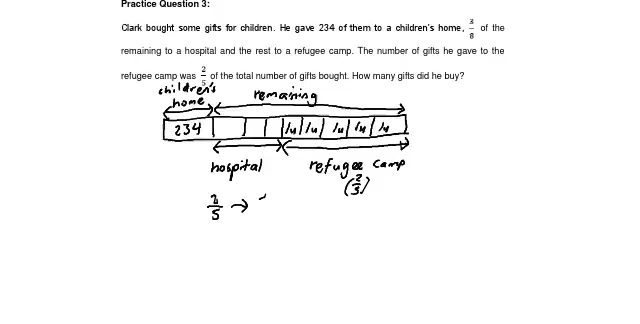 Practice Question 3:
Clark bought some gifts for children. He gave 234 of them to a children's home, 3/8 of the
remaining to a hospital and the rest to a refugee camp. The number of gifts he gave to the
refugee camp was 2/5 of the total number of gifts bought. How many gifts did he buy?
children's
home
remaining
234 1u 1u 1u 1u 1u
hospital
refugee camp
(2/5)
2/5 →